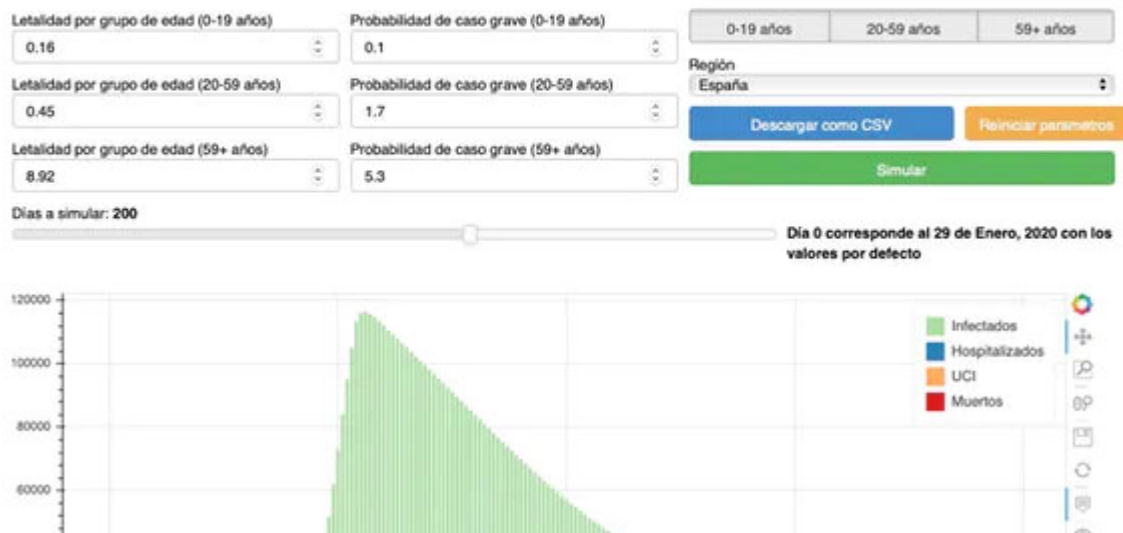 Letalidad por grupo de edad (0-19 años)
0.16
Probabilidad de caso grave (0-19 años)
0.1
0-19 años
20-59 años
59+ años
Región
España
Letalidad por grupo de edad (20-59 años)
0.45
Probabilidad de caso grave (20-59 años)
1.7
Descargar como CSV
Reiniciar parametros
Letalidad por grupo de edad (59+ años)
8.92
Probabilidad de caso grave (59+ años)
5.3
Simular
Días a simular: 200
Día 0 corresponde al 29 de Enero, 2020 con los
valores por defecto
120000
100000
80000
60000
Infectados
Hospitalizados
UCI
Muertos